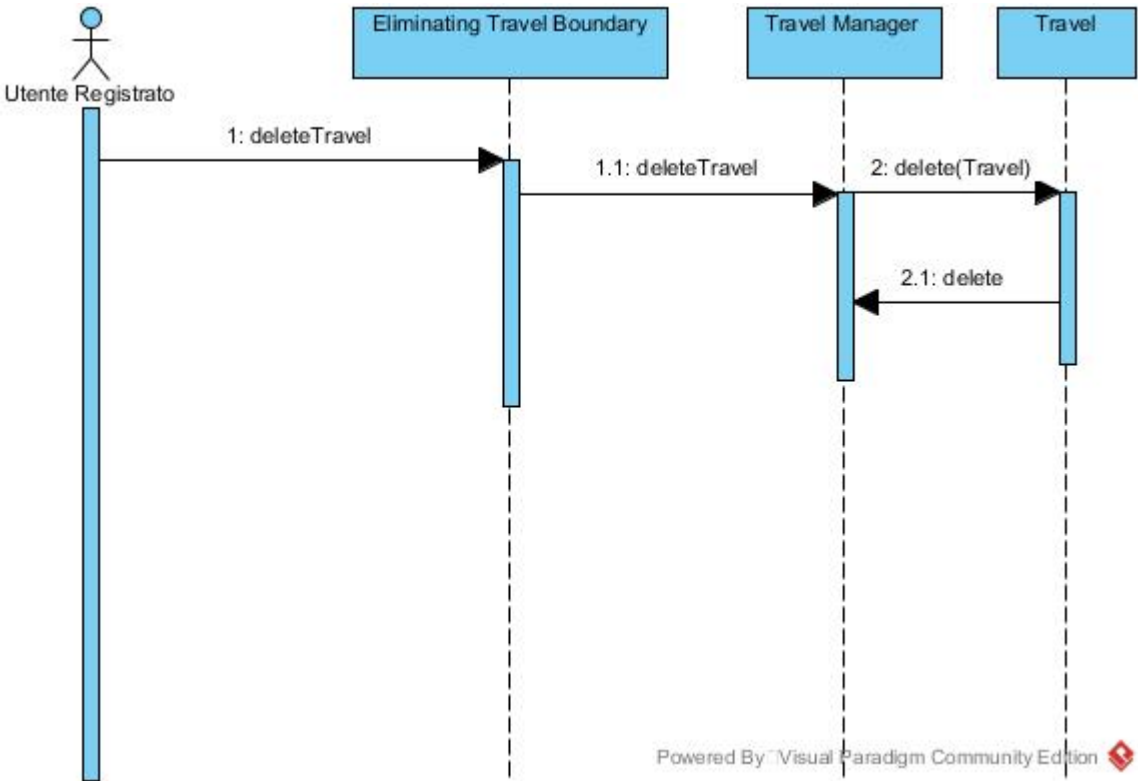 Eliminating Travel Boundary
Travel Manager
Travel
Utente Registrato
1: deleteTravel
1.1: deleteTravel
2: delete(Travel)
2.1: delete
Powered By Visual Paradigm Community Edition